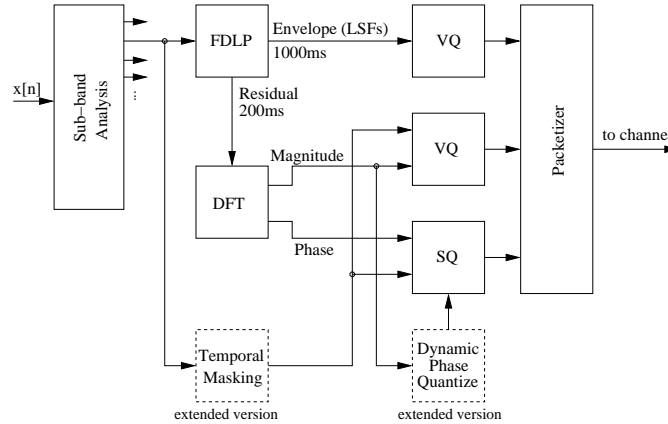 x[n]
Sub-band
Analysis
...
FDLP
Envelope (LSFs)
1000ms
VQ
Residual
200ms
Magnitude
VQ
DFT
Phase
SQ
Packetizer
to channel
Temporal
Masking
extended version
Dynamic
Phase
Quantize
extended version